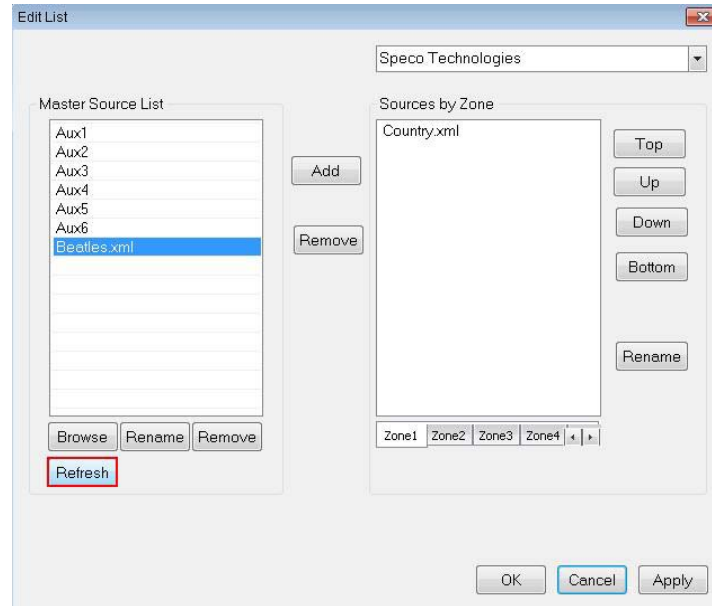 Edit List
Speco Technologies
Master Source List
Aux1
Aux2
Aux3
Aux4
Aux5
Aux6
Beatles.xml
Browse Rename Remove
Refresh
Add
Remove
Sources by Zone
Country.xml
Zone1 Zone2 Zone3 Zone4
Top
Up
Down
Bottom
Rename
OK Cancel Apply